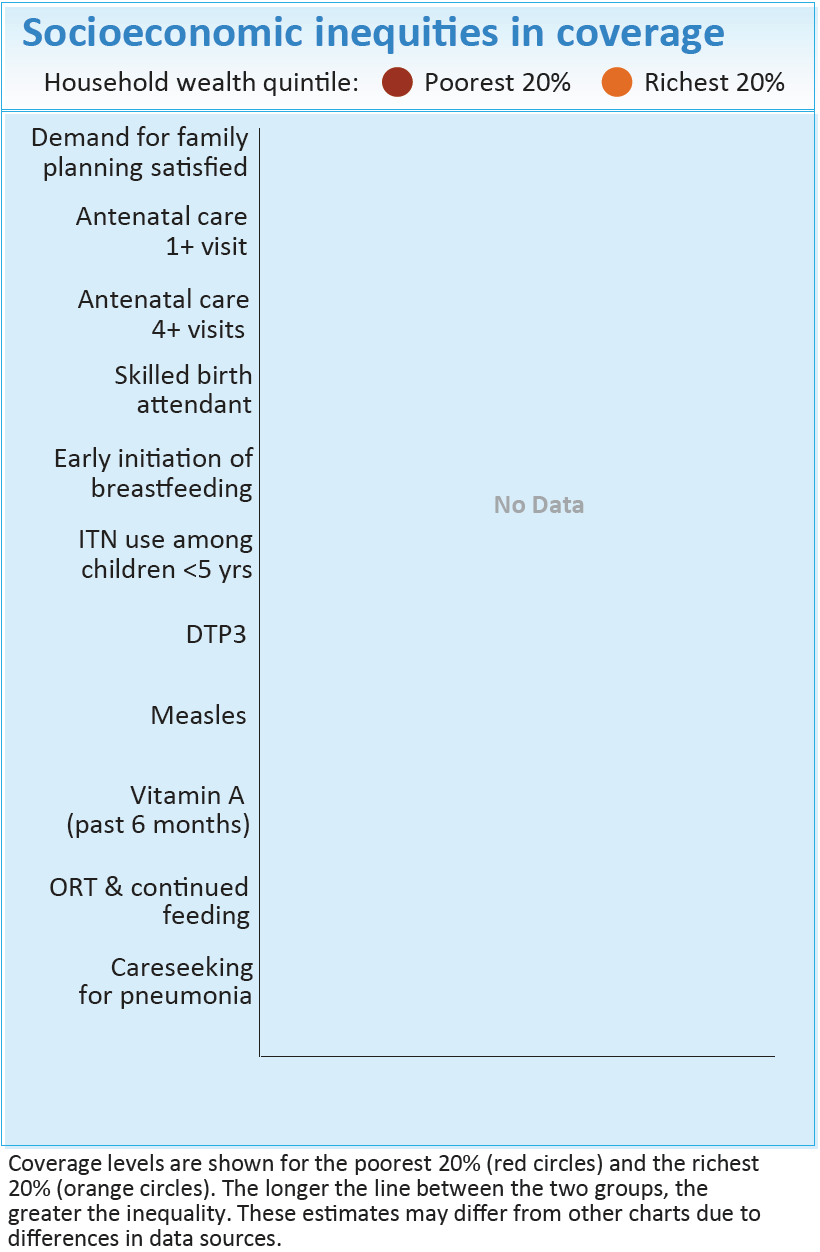 Socioeconomic inequities in coverage
Household wealth quintile: Poorest 20% Richest 20%
Demand for family
planning satisfied
Antenatal care
1+ visit
Antenatal care
4+ visits
Skilled birth
attendant
Early initiation of
breastfeeding
No Data
ITN use among
children <5 yrs
DTP3
Measles
Vitamin A
(past 6 months)
ORT & continued
feeding
Careseeking
for pneumonia
Coverage levels are shown for the poorest 20% (red circles) and the richest
20% (orange circles). The longer the line between the two groups, the
greater the inequality. These estimates may differ from other charts due to
differences in data sources.